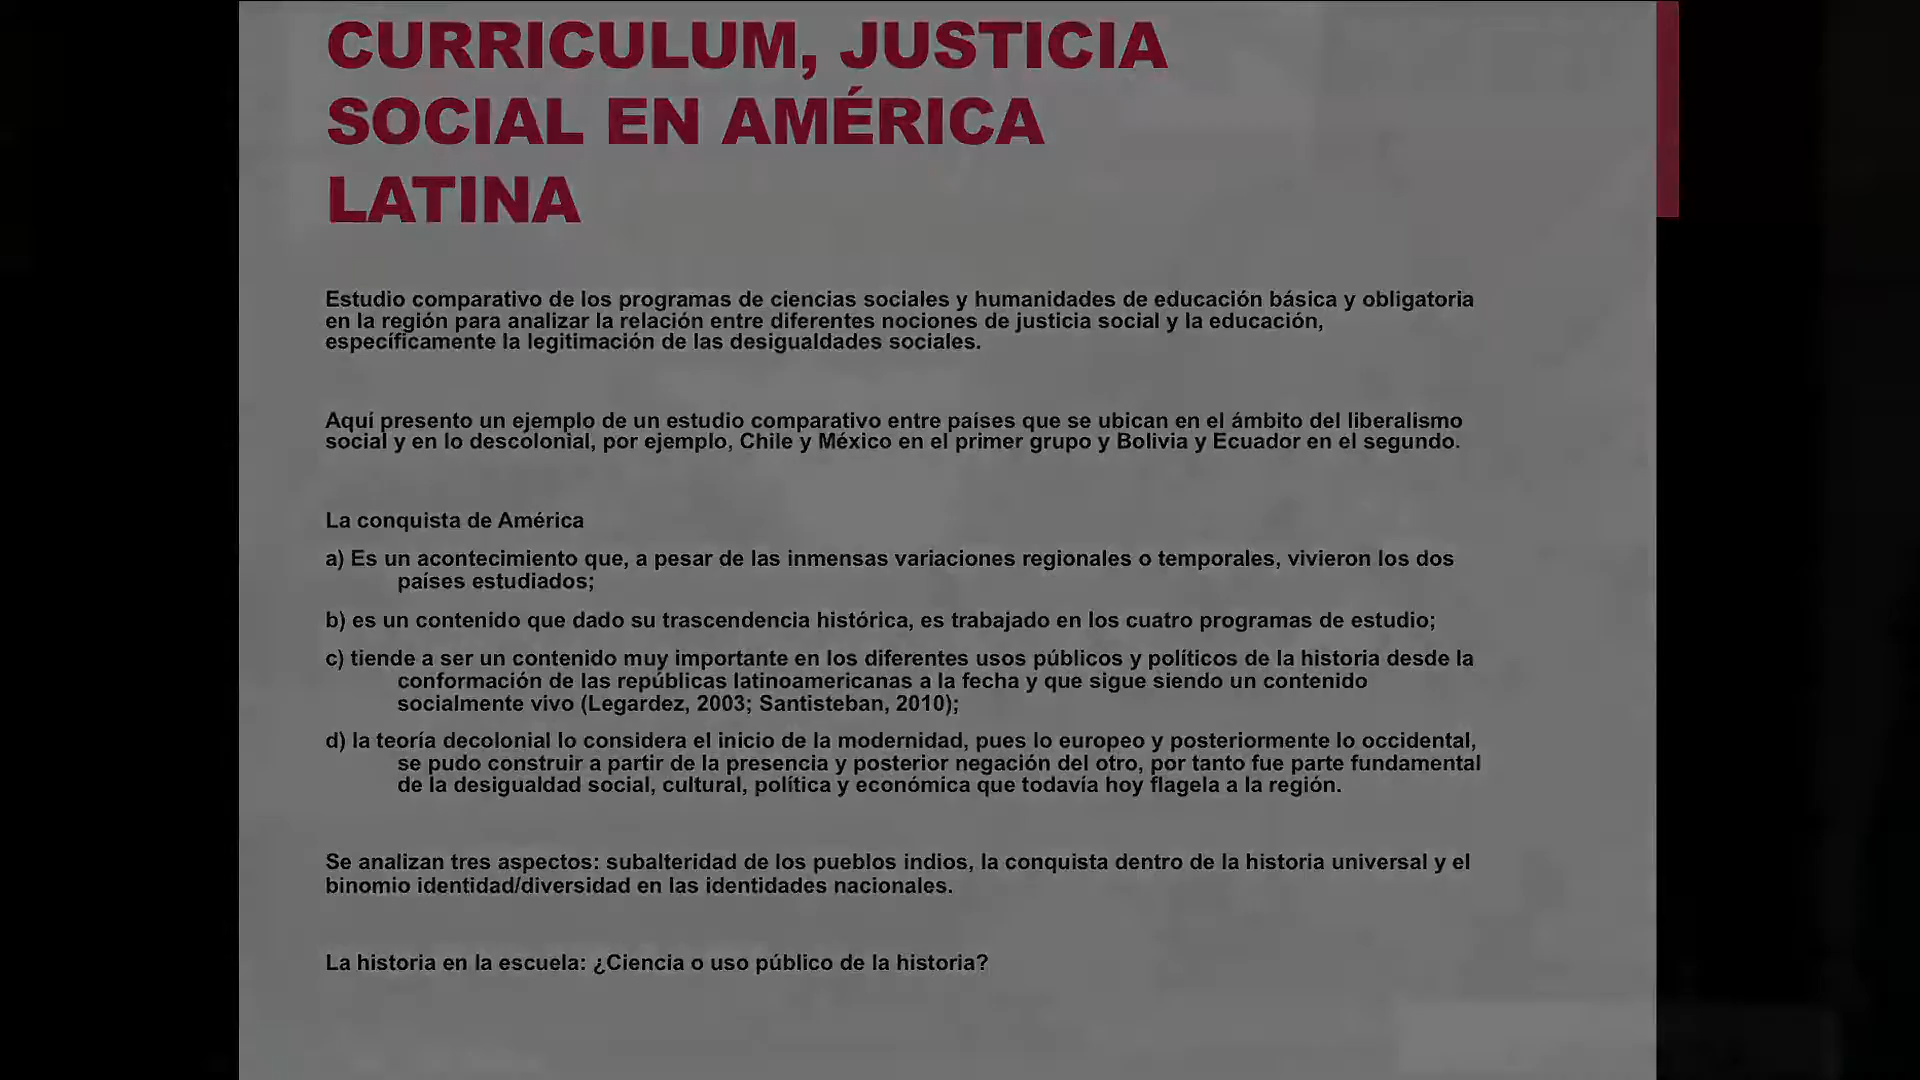 CURRICULUM, JUSTICIA
SOCIAL EN AMÉRICA
LATINA
Estudio comparativo de los programas de ciencias sociales y humanidades de educación básica y obligatoria
en la región para analizar la relación entre diferentes nociones de justicia social y la educación,
específicamente la legitimación de las desigualdades sociales.
Aquí presento un ejemplo de un estudio comparativo entre países que se ubican en el ámbito del liberalismo
social y en lo descolonial, por ejemplo, Chile y México en el primer grupo y Bolivia y Ecuador en el segundo.
La conquista de América
a) Es un acontecimiento que, a pesar de las inmensas variaciones regionales o temporales, vivieron los dos
países estudiados;
b) es un contenido que dado su trascendencia histórica, es trabajado en los cuatro programas de estudio;
c) tiende a ser un contenido muy importante en los diferentes usos públicos y políticos de la historia desde la
conformación de las repúblicas latinoamericanas a la fecha y que sigue siendo un contenido
socialmente vivo (Legardez, 2003; Santisteban, 2010);
d) la teoría decolonial lo considera el inicio de la modernidad, pues lo europeo y posteriormente lo occidental,
se pudo construir a partir de la presencia y posterior negación del otro, por tanto fue parte fundamental
de la desigualdad social, cultural, política y económica que todavía hoy flagela a la región.
Se analizan tres aspectos: subalteridad de los pueblos indios, la conquista dentro de la historia universal y el
binomio identidad/diversidad en las identidades nacionales.
La historia en la escuela: ¿Ciencia o uso público de la historia?